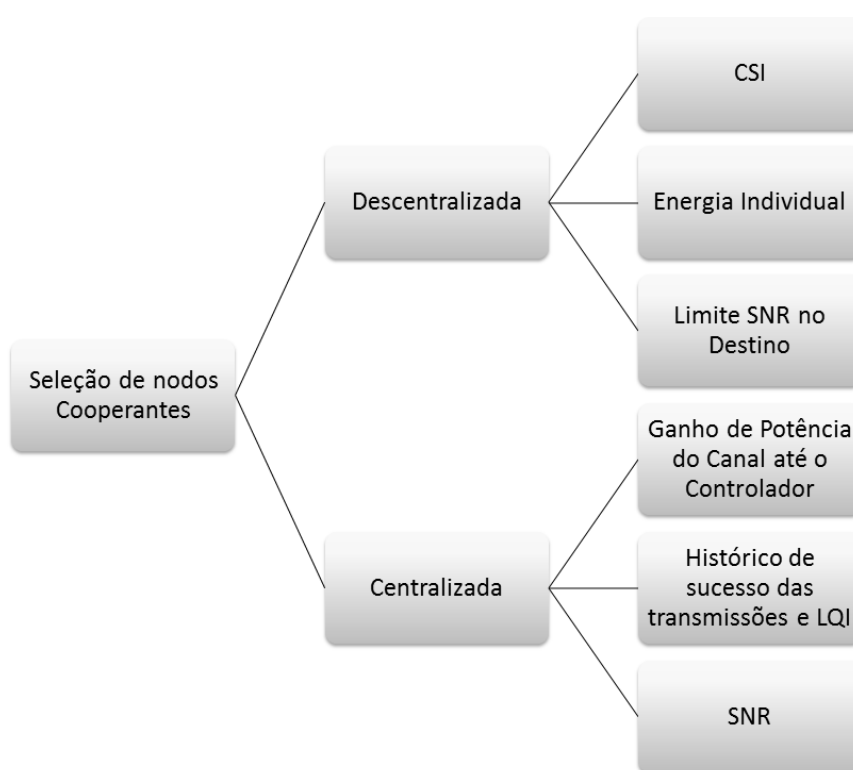 Seleção de nodos
Cooperantes
Descentralizada
CSI
Energia Individual
Limite SNR no
Destino
Centralizada
Ganho de Potência
do Canal até o
Controlador
Histórico de
sucesso das
transmissões e LQI
SNR